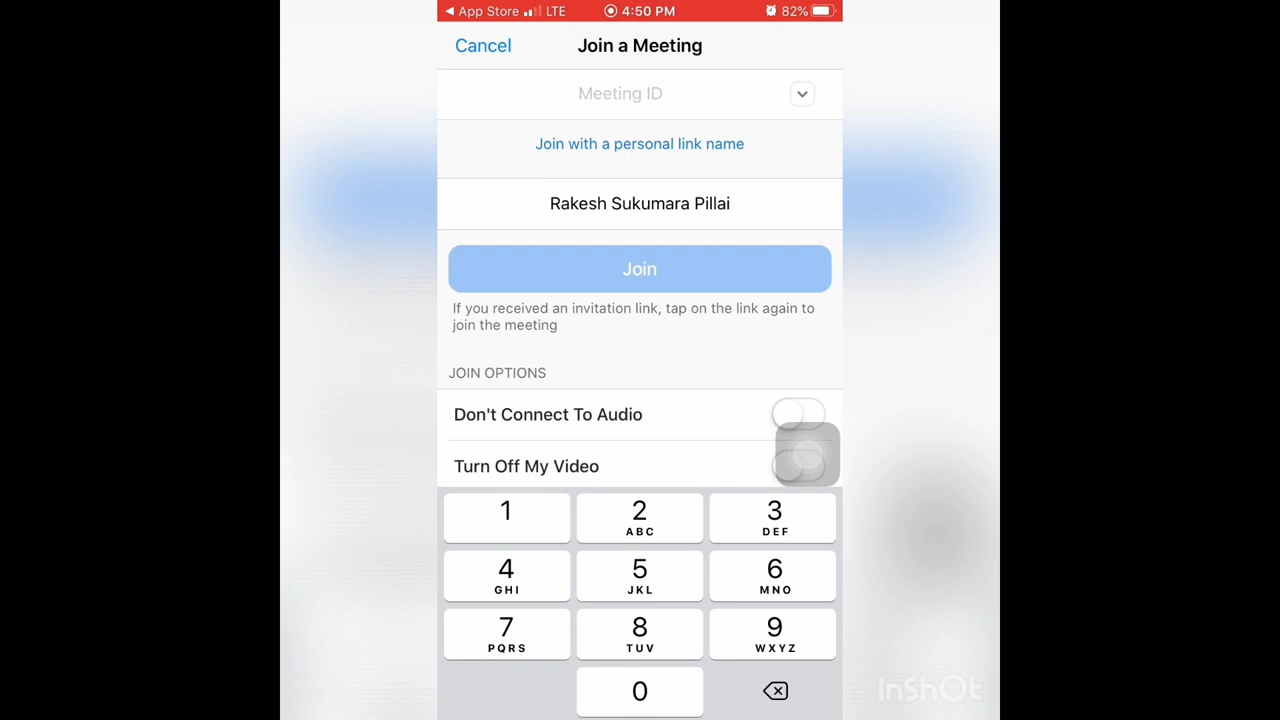 App Store LTE 4:50 PM 82%
Cancel Join a Meeting
Meeting ID
Join with a personal link name
Rakesh Sukumara Pillai
Join
If you received an invitation link, tap on the link again to
join the meeting
JOIN OPTIONS
Don't Connect To Audio
Turn Off My Video
1 2 3
ABC DEF
4 5 6
GHI JKL MNO
7 8 9
PQRS TUV WXYZ
0
InShOt